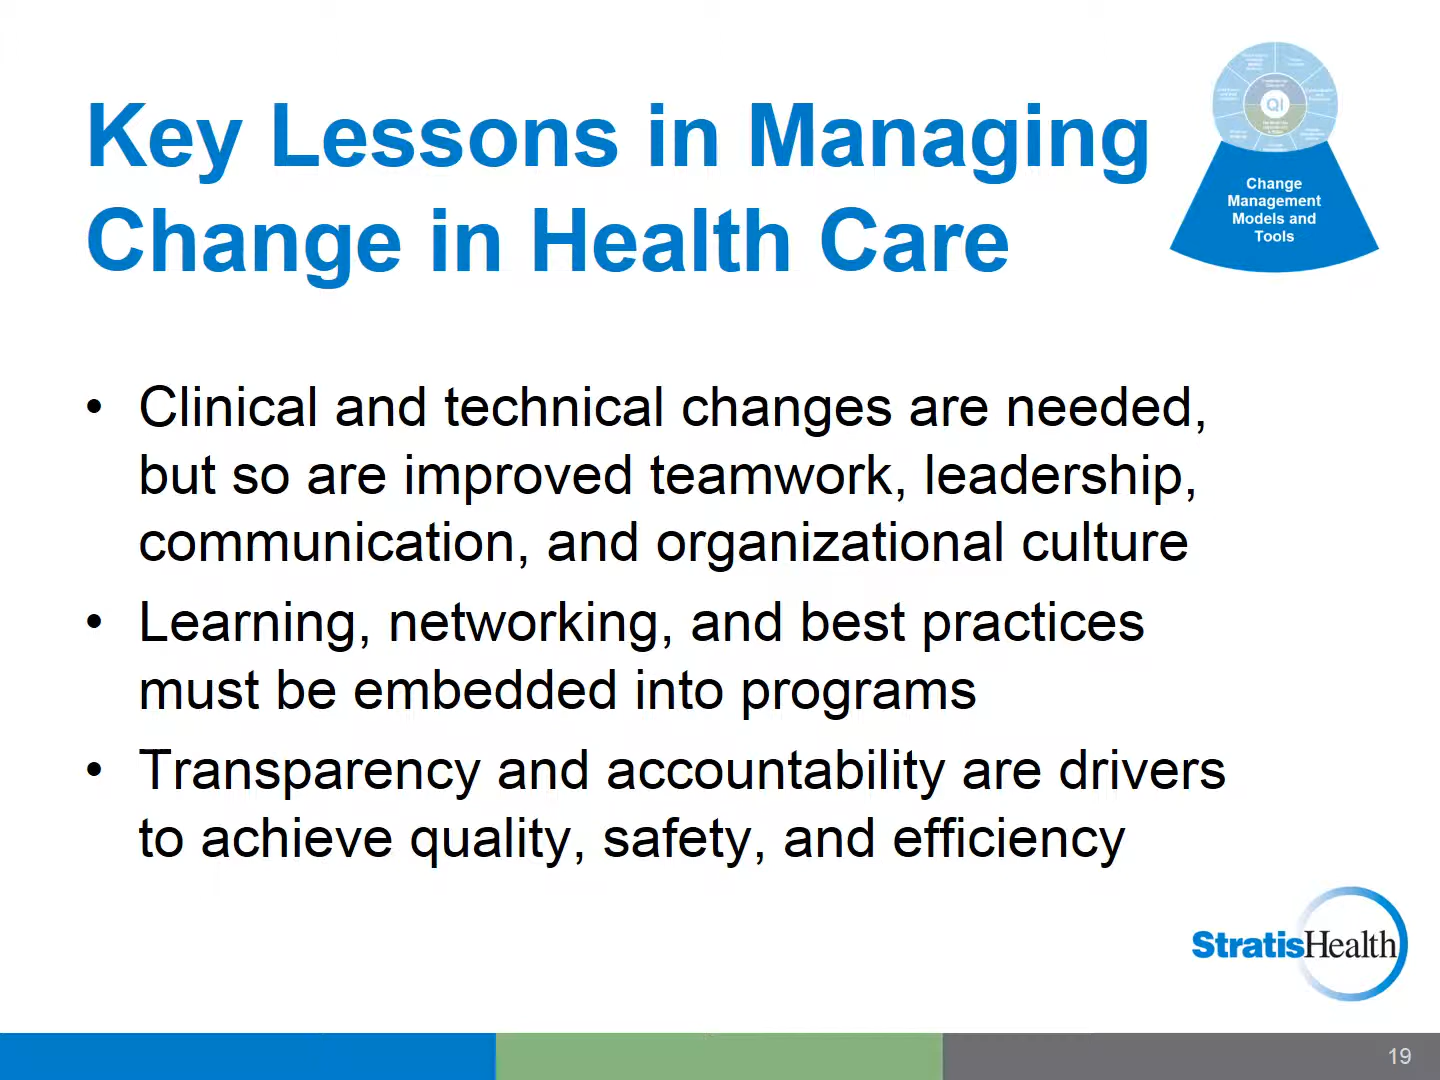 Key Lessons in Managing
Change in Health Care
QI
Change
Management
Models and
Tools
• Clinical and technical changes are needed,
but so are improved teamwork, leadership,
communication, and organizational culture
• Learning, networking, and best practices
must be embedded into programs
• Transparency and accountability are drivers
to achieve quality, safety, and efficiency
StratisHealth
19